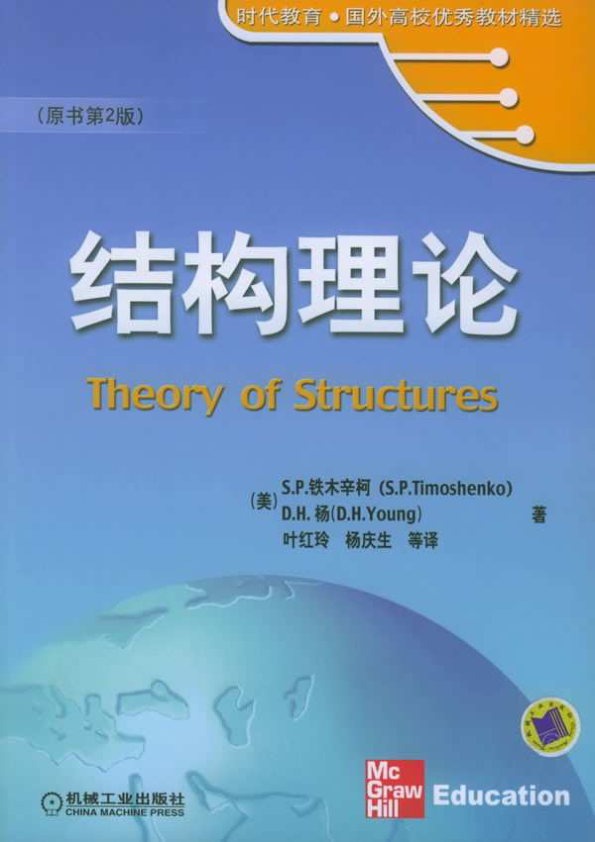 时代教育·国外高校优秀教材精选
(原书第2版)
结构理论
Theory of Structures
(美)
S.P.铁木辛柯 (S.P.Timoshenko)
D.H. 杨(D.H.Young)
著
叶红玲 杨庆生 等译
机械工业出版社
CHINA MACHINE PRESS
Mc
Graw
Hill
Education